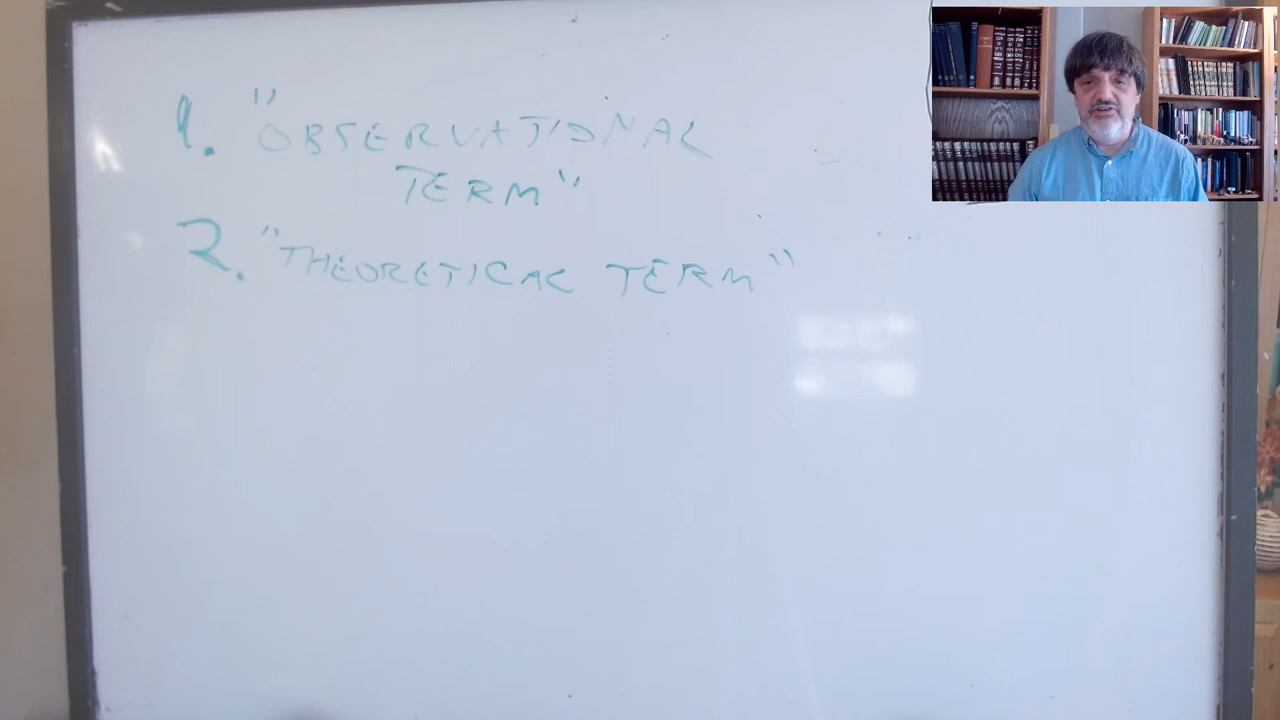 1. "OBSERVATIONAL
TERM"
2. "THEORETICAL TERM"